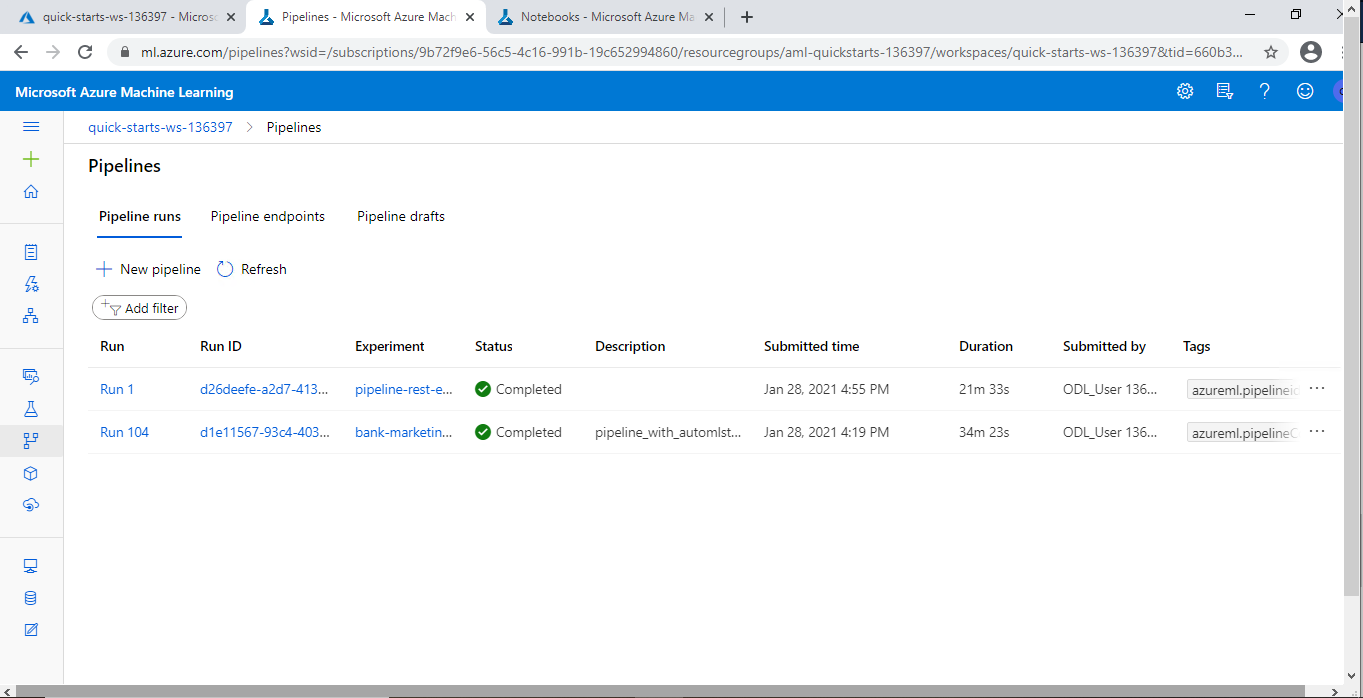 quick-starts-ws-136397 - Micros
Pipelines - Microsoft Azure Mach
Notebooks - Microsoft Azure Ma
ml.azure.com/pipelines?wsid=/subscriptions/9b72f9e6-56c5-4c16-991b-19c652994860/resourcegroups/aml-quickstarts-136397/workspaces/quick-starts-ws-136397&tid=660b3...
Microsoft Azure Machine Learning
quick-starts-ws-136397 > Pipelines
Pipelines
Pipeline runs Pipeline endpoints Pipeline drafts
New pipeline Refresh
Add filter
Run Run ID Experiment Status Description Submitted time Duration Submitted by Tags
Run 1 d26deefe-a2d7-413... pipeline-rest-e... Completed Jan 28, 2021 4:55 PM 21m 33s ODL_User 136... azureml.pipelineid ...
Run 104 d1e11567-93c4-403... bank-marketin... Completed pipeline_with_automlst... Jan 28, 2021 4:19 PM 34m 23s ODL_User 136... azureml.pipelineC ...